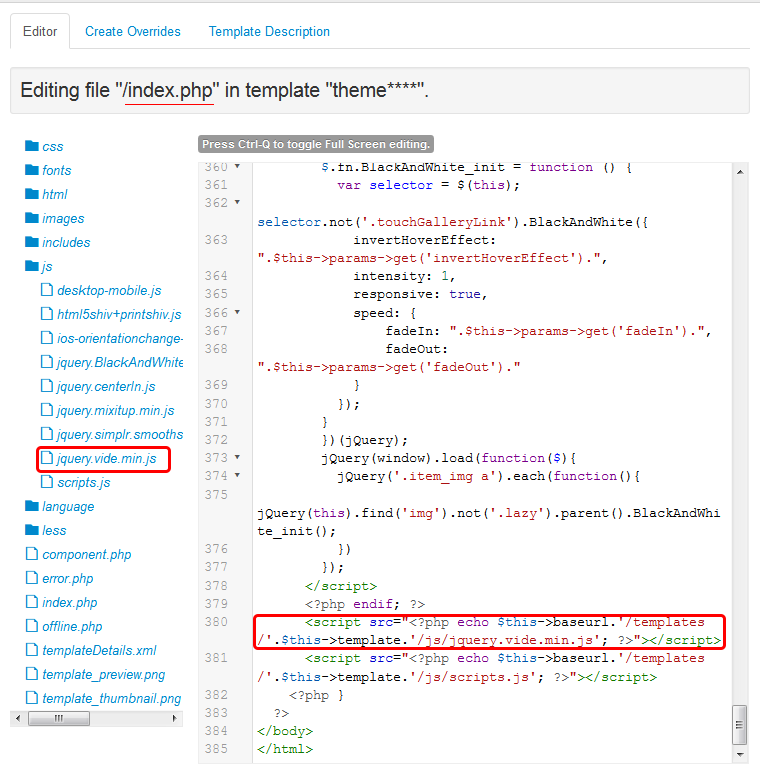 Editor Create Overrides Template Description
Editing file "/index.php" in template "theme****".
css
fonts
html
images
includes
js
desktop-mobile.js
html5shiv+printshiv.js
ios-orientationchange-
jquery.BlackAndWhite
jquery.centerIn.js
jquery.mixitup.min.js
jquery.simplr.smooths
jquery.vide.min.js
scripts.js
language
less
component.php
error.php
index.php
offline.php
templateDetails.xml
template_preview.png
template_thumbnail.png
Press Ctrl-Q to toggle Full Screen editing.
360 $.fn.BlackAndWhite_init = function () {
361 var selector = $(this);
362
selector.not('.touchGalleryLink').BlackAndWhite({
363 invertHoverEffect:
".$this->params->get('invertHoverEffect').",
364 intensity: 1,
365 responsive: true,
366 speed: {
367 fadeIn: ".$this->params->get('fadeIn').",
368 fadeOut:
".$this->params->get('fadeOut')."
369 }
370 });
371 }
372 })(jQuery);
373 jQuery(window).load(function($){
374 jQuery('.item_img a').each(function(){
375
jQuery(this).find('img').not('.lazy').parent().BlackAndWhi
te_init();
376 })
377 });
378 </script>
379 <?php endif; ?>
380 <script src="<?php echo $this->baseurl.'/templates
/'.$this->template.'/js/jquery.vide.min.js'; ?>"></script>
381 <script src="<?php echo $this->baseurl.'/templates
/'.$this->template.'/js/scripts.js'; ?>"></script>
382 <?php }
383 ?>
384 </body>
385 </html>